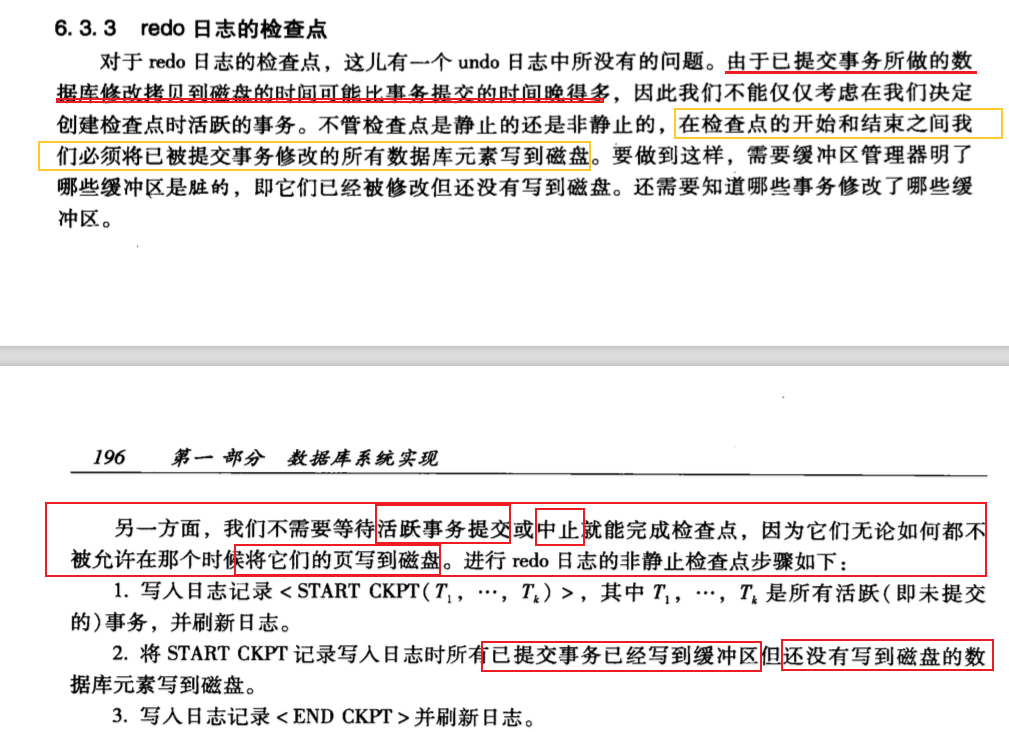 6.3.3 redo 日志的检查点
对于 redo 日志的检查点，这儿有一个 undo 日志中所没有的问题。由于已提交事务所做的数
据库修改拷贝到磁盘的时间可能比事务提交的时间晚得多，因此我们不能仅仅考虑在我们决定
创建检查点时活跃的事务。不管检查点是静止的还是非静止的，在检查点的开始和结束之间我
们必须将已被提交事务修改的所有数据库元素写到磁盘。要做到这样，需要缓冲区管理器明了
哪些缓冲区是脏的，即它们已经被修改但还没有写到磁盘。还需要知道哪些事务修改了哪些缓
冲区。
196 第一部分 数据库系统实现
另一方面，我们不需要等待活跃事务提交或中止就能完成检查点，因为它们无论如何都不
被允许在那个时候将它们的页写到磁盘。进行 redo 日志的非静止检查点步骤如下：
1. 写入日志记录 < START CKPT(T₁, …, Tₖ) >，其中 T₁, …, Tₖ 是所有活跃(即未提交
的)事务，并刷新日志。
2. 将 START CKPT 记录写入日志时所有已提交事务已经写到缓冲区但还没有写到磁盘的数
据库元素写到磁盘。
3. 写入日志记录 < END CKPT > 并刷新日志。